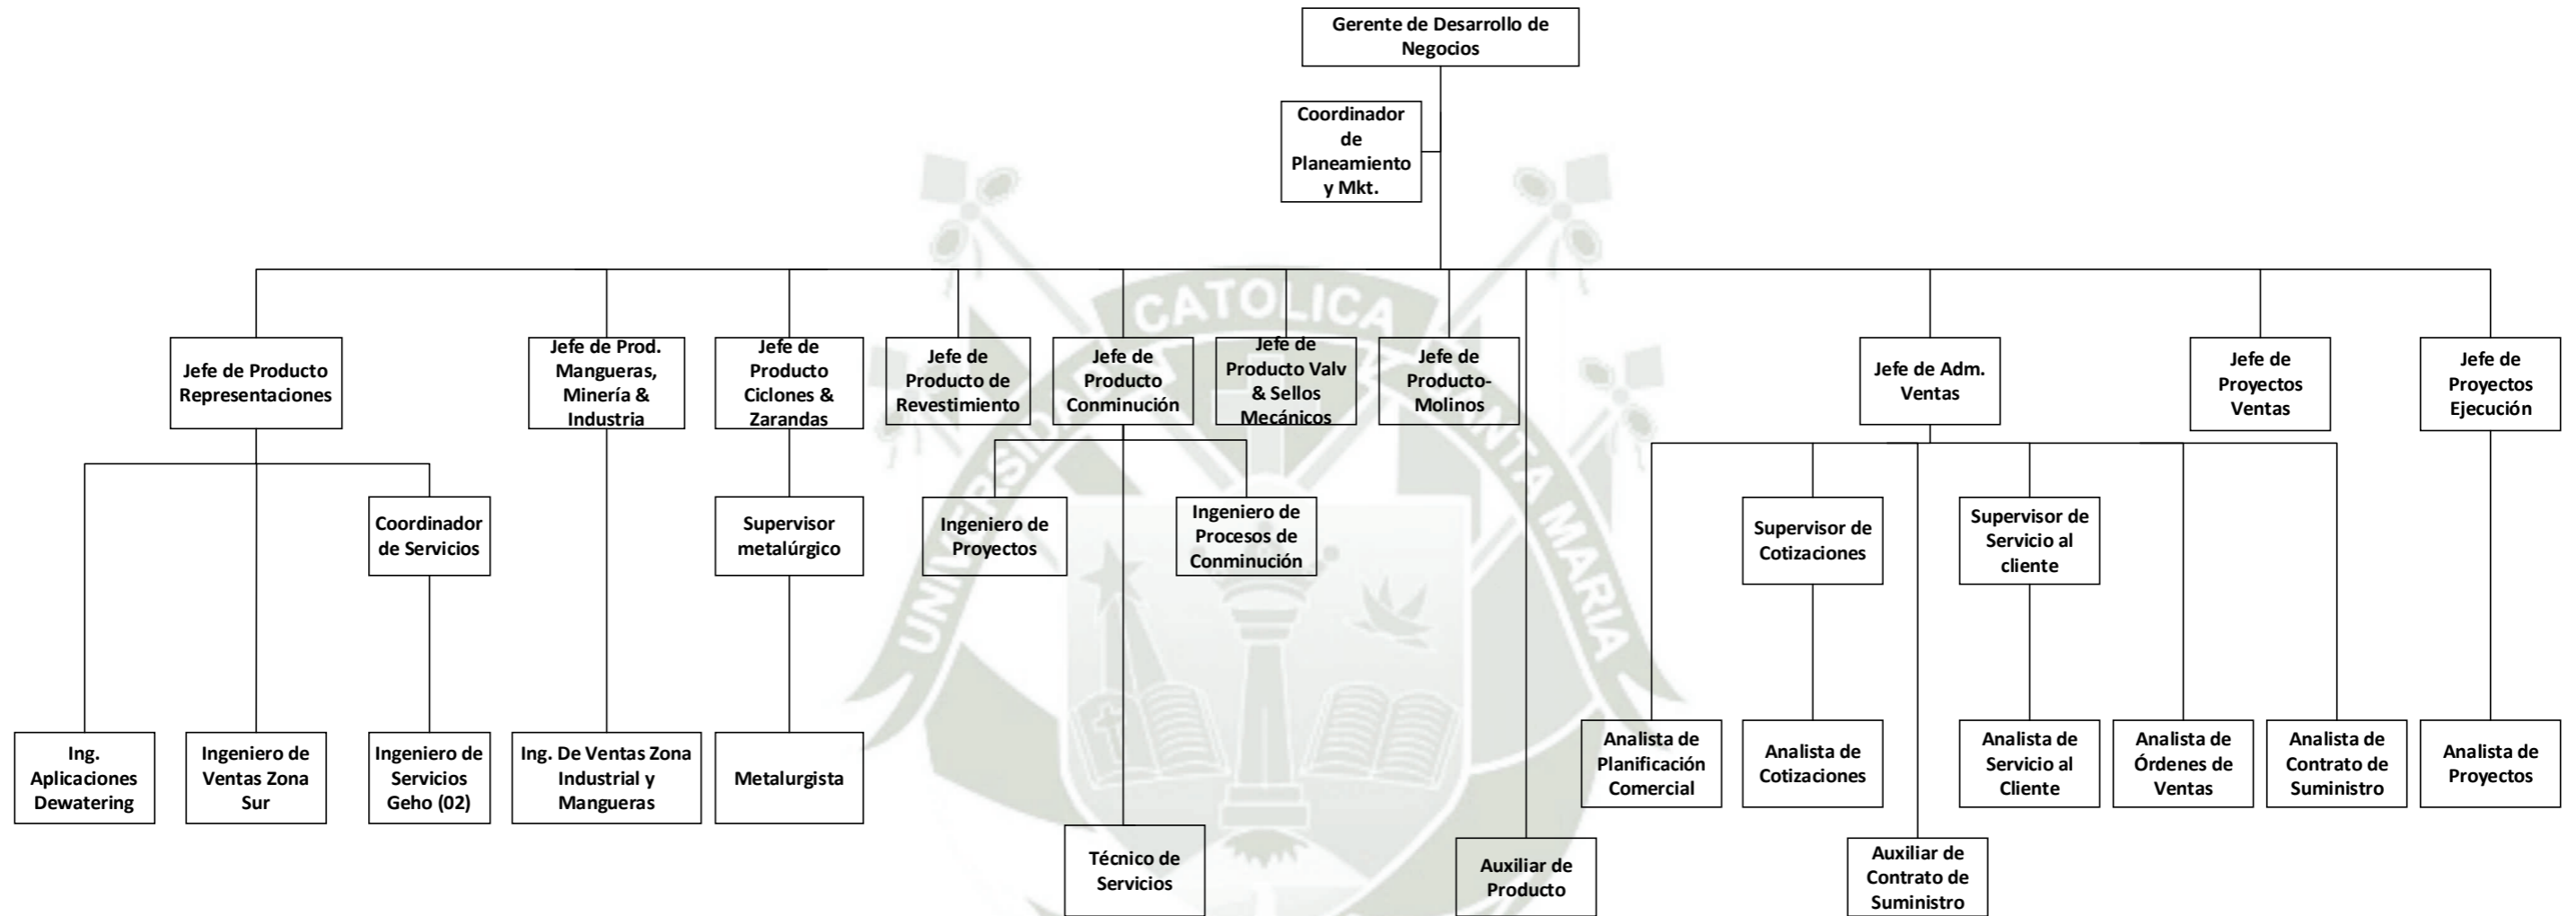 Gerente de Desarrollo de
Negocios
Coordinador
de
Planeamiento
y Mkt.
Jefe de Producto
Representaciones
Jefe de Prod.
Mangueras,
Minería &
Industria
Jefe de
Producto
Ciclones &
Zarandas
Jefe de
Producto de
Revestimiento
Jefe de
Producto
Conminución
Jefe de
Producto Valv
& Sellos
Mecánicos
Jefe de
Producto-
Molinos
Jefe de Adm.
Ventas
Jefe de
Proyectos
Ventas
Jefe de
Proyectos
Ejecución
Coordinador
de Servicios
Supervisor
metalúrgico
Ingeniero de
Proyectos
Ingeniero de
Procesos de
Conminución
Supervisor de
Cotizaciones
Supervisor de
Servicio al
cliente
Ing.
Aplicaciones
Dewatering
Ingeniero de
Ventas Zona
Sur
Ingeniero de
Servicios
Geho (02)
Ing. De Ventas Zona
Industrial y
Mangueras
Metalurgista
Analista de
Planificación
Comercial
Analista de
Cotizaciones
Analista de
Servicio al
Cliente
Analista de
Órdenes de
Ventas
Analista de
Contrato de
Suministro
Analista de
Proyectos
Técnico de
Servicios
Auxiliar de
Producto
Auxiliar de
Contrato de
Suministro
UNIVERSIDAD CATOLICA SANTA MARIA